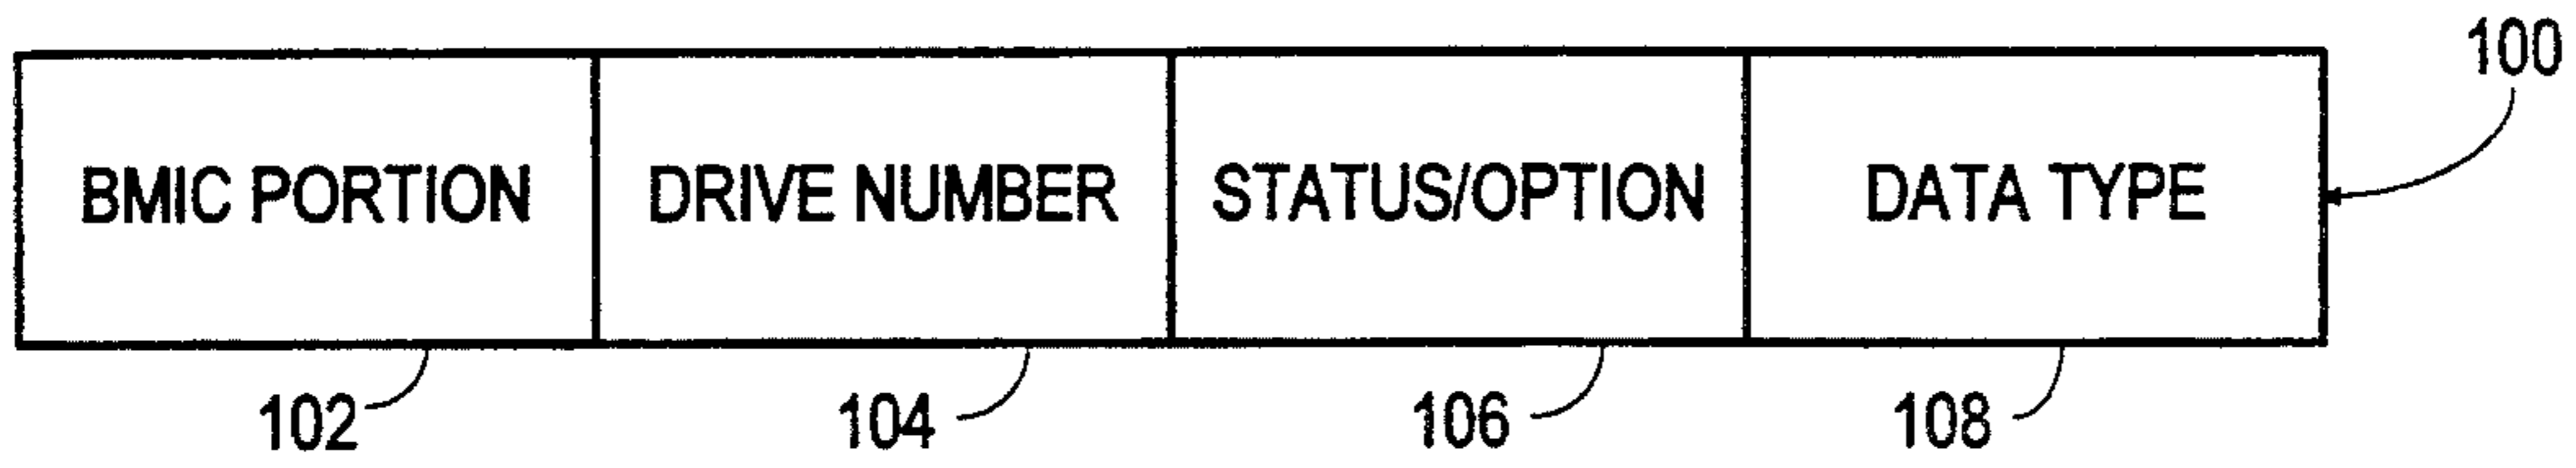 100
BMIC PORTION DRIVE NUMBER STATUS/OPTION DATA TYPE
102 104 106 108